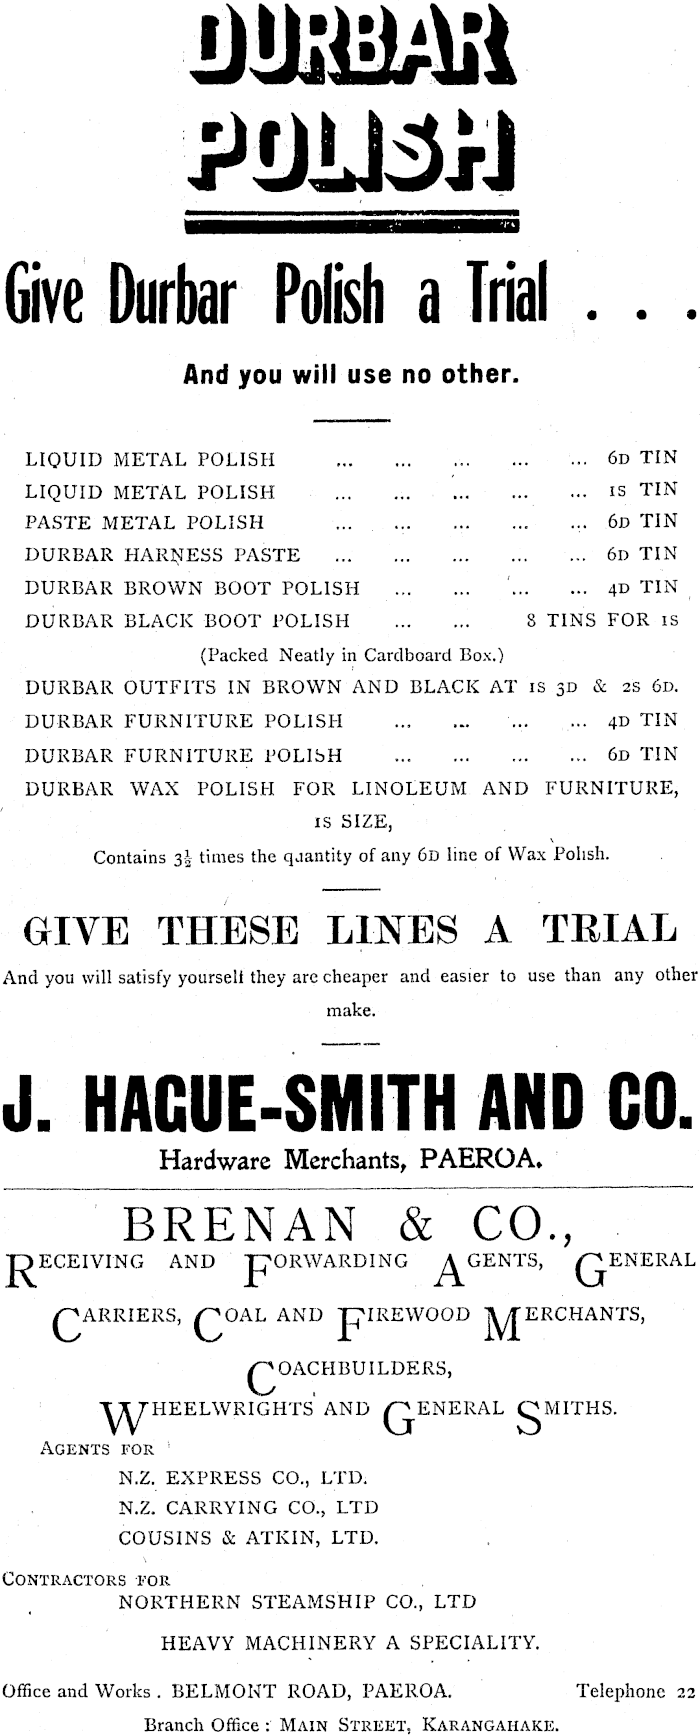 DURBAR
POLISH
Give Durbar Polish a Trial . . .
And you will use no other.
LIQUID METAL POLISH ... ... ... ... ... 6D TIN
LIQUID METAL POLISH ... ... ... ... ... 1S TIN
PASTE METAL POLISH ... ... ... ... ... 6D TIN
DURBAR HARNESS PASTE ... ... ... ... ... 6D TIN
DURBAR BROWN BOOT POLISH ... ... ... ... 4D TIN
DURBAR BLACK BOOT POLISH ... ... 8 TINS FOR 1S
(Packed Neatly in Cardboard Box.)
DURBAR OUTFITS IN BROWN AND BLACK AT 1S 3D & 2S 6D.
DURBAR FURNITURE POLISH ... ... ... ... 4D TIN
DURBAR FURNITURE POLISH ... ... ... ... 6D TIN
DURBAR WAX POLISH FOR LINOLEUM AND FURNITURE,
1S SIZE,
Contains 3½ times the quantity of any 6D line of Wax Polish.
GIVE THESE LINES A TRIAL
And you will satisfy yourself they are cheaper and easier to use than any other
make.
J. HAGUE-SMITH AND CO.
Hardware Merchants, PAEROA.
BRENAN & CO.,
RECEIVING AND FORWARDING AGENTS, GENERAL
CARRIERS, COAL AND FIREWOOD MERCHANTS,
COACHBUILDERS,
WHEELWRIGHTS AND GENERAL SMITHS.
AGENTS FOR
N.Z. EXPRESS CO., LTD.
N.Z. CARRYING CO., LTD
COUSINS & ATKIN, LTD.
CONTRACTORS FOR
NORTHERN STEAMSHIP CO., LTD
HEAVY MACHINERY A SPECIALITY.
Office and Works . BELMONT ROAD, PAEROA. Telephone 22
Branch Office : MAIN STREET, KARANGAHAKE.